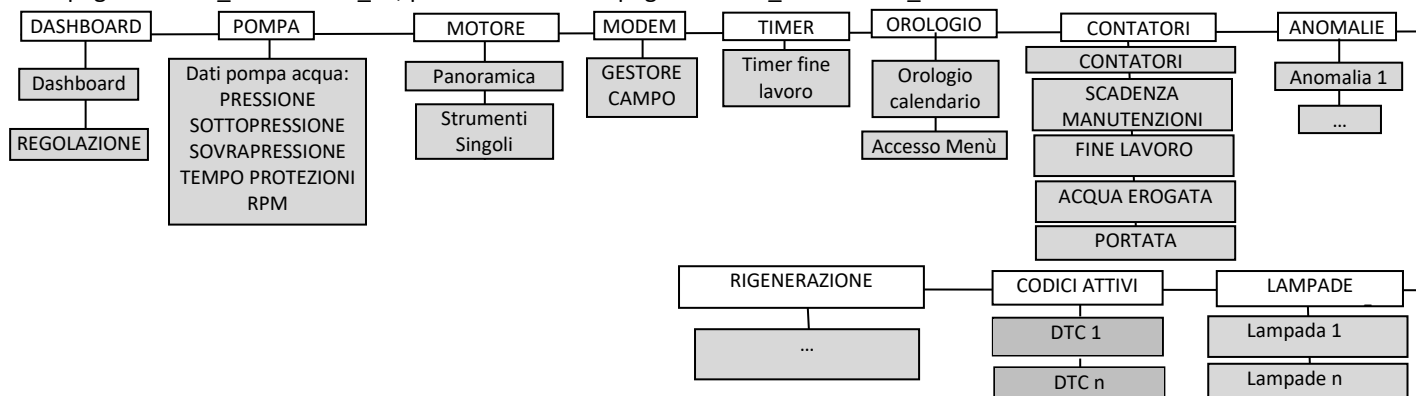 DASHBOARD
POMPA
MOTORE
MODEM
TIMER
OROLOGIO
CONTATORI
ANOMALIE
Dashboard
REGOLAZIONE
Dati pompa acqua:
PRESSIONE
SOTTOPRESSIONE
SOVRAPRESSIONE
TEMPO PROTEZIONI
RPM
Panoramica
Strumenti
Singoli
GESTORE
CAMPO
Timer fine
lavoro
Orologio
calendario
Accesso Menù
CONTATORI
SCADENZA
MANUTENZIONI
FINE LAVORO
ACQUA EROGATA
PORTATA
Anomalia 1
...
RIGENERAZIONE
CODICI ATTIVI
LAMPADE
...
DTC 1
DTC n
Lampada 1
Lampade n